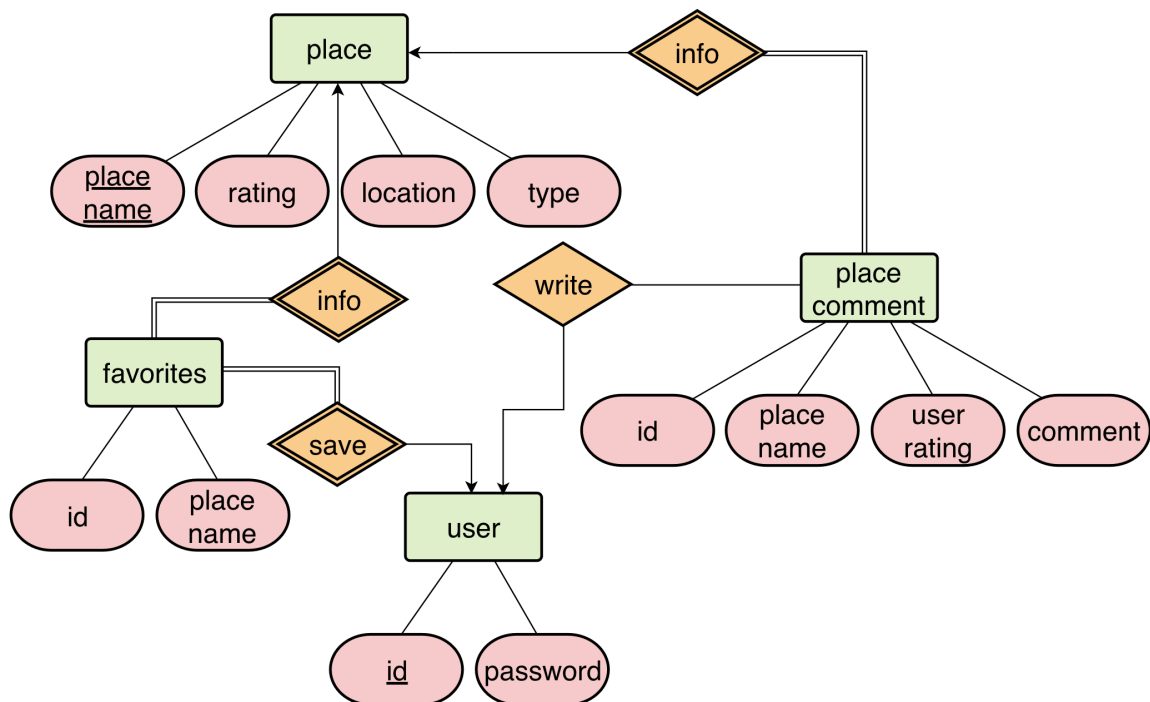 place
info
place
name
rating
location
type
info
write
place
comment
favorites
save
id
place
name
user
rating
comment
id
place
name
user
id
password